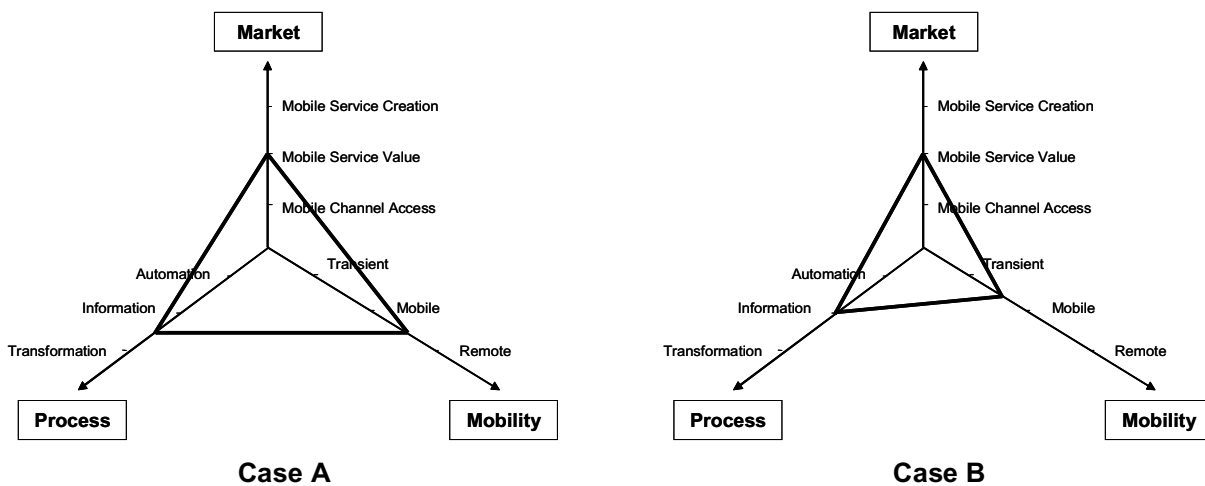 Market
Mobile Service Creation
Mobile Service Value
Mobile Channel Access
Automation
Transient
Information
Mobile
Transformation
Remote
Process
Mobility
Case A
Market
Mobile Service Creation
Mobile Service Value
Mobile Channel Access
Automation
Transient
Information
Mobile
Transformation
Remote
Process
Mobility
Case B